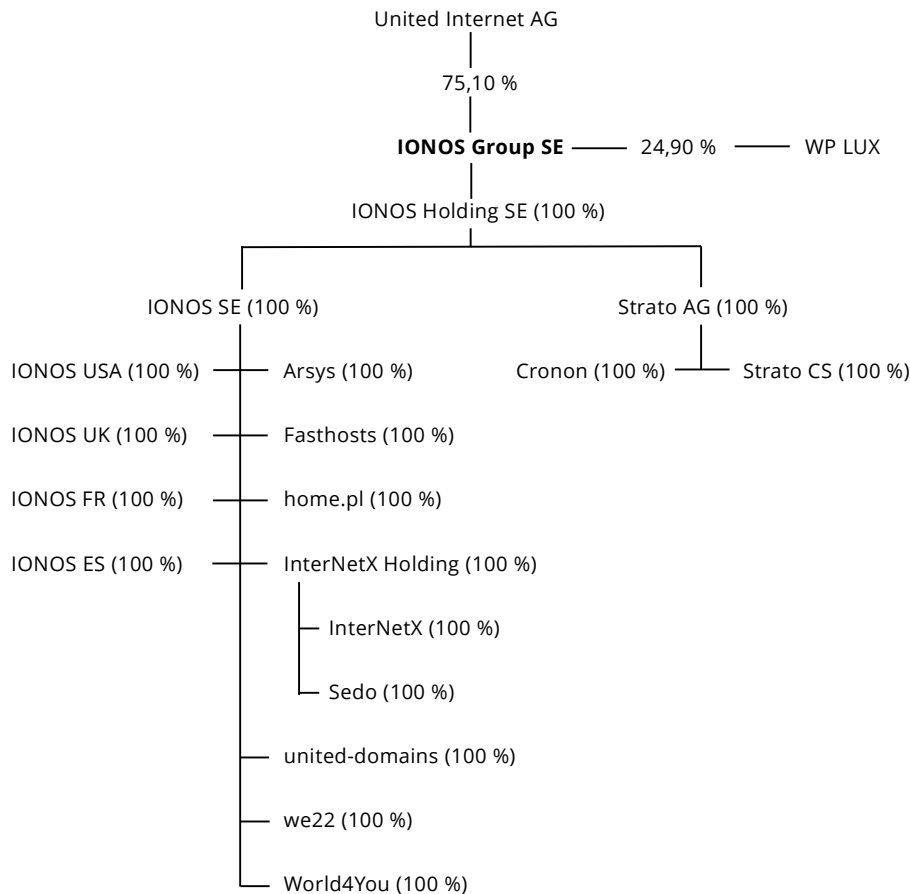 United Internet AG
75,10 %
IONOS Group SE 24,90 % WP LUX
IONOS Holding SE (100 %)
IONOS SE (100 %) Strato AG (100 %)
IONOS USA (100 %) Arsys (100 %) Cronon (100 %) Strato CS (100 %)
IONOS UK (100 %) Fasthosts (100 %)
IONOS FR (100 %) home.pl (100 %)
IONOS ES (100 %) InterNetX Holding (100 %)
InterNetX (100 %)
Sedo (100 %)
united-domains (100 %)
we22 (100 %)
World4You (100 %)